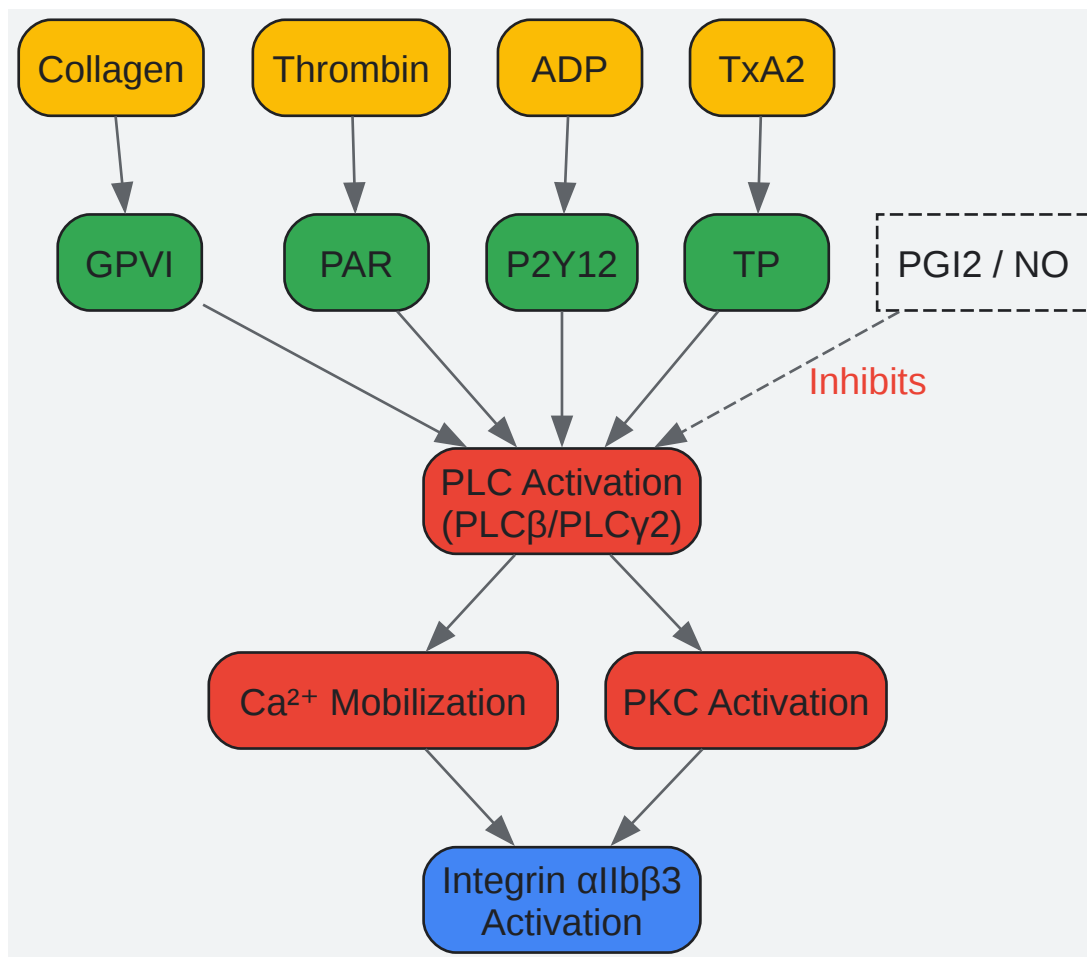 Collagen
Thrombin
ADP
TxA2
GPVI
PAR
P2Y12
TP
PGI2 / NO
Inhibits
PLC Activation
(PLCβ/PLCγ2)
Ca²⁺ Mobilization
PKC Activation
Integrin αIIbβ3
Activation